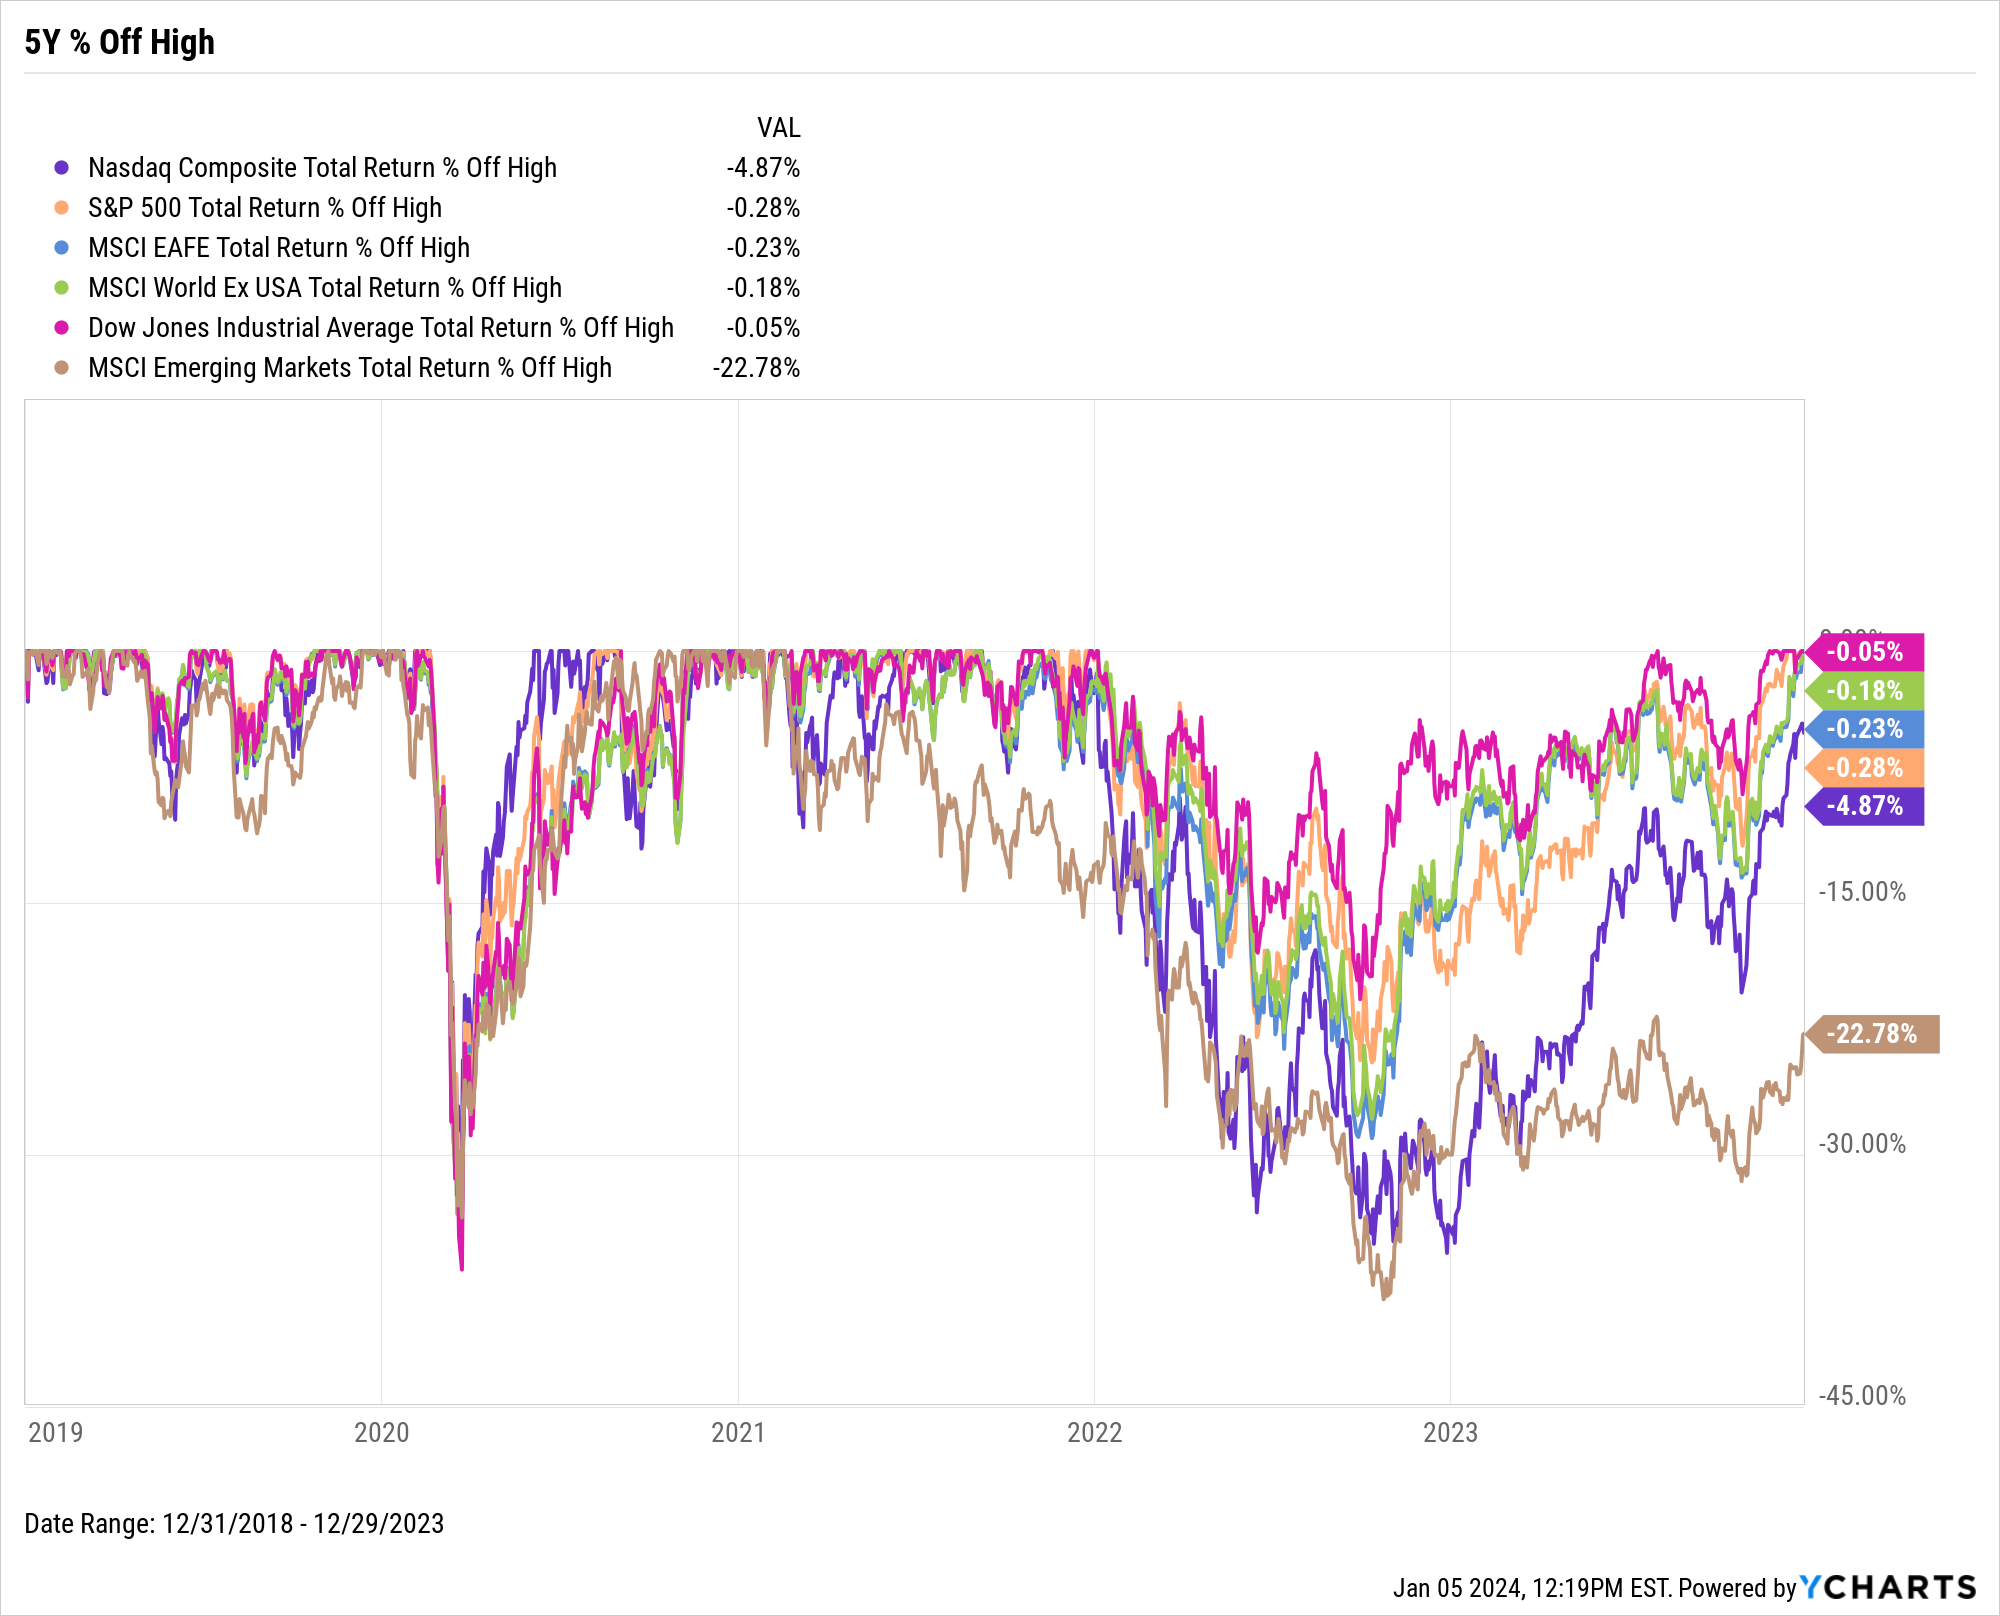 5Y % Off High
VAL
Nasdaq Composite Total Return % Off High -4.87%
S&P 500 Total Return % Off High -0.28%
MSCI EAFE Total Return % Off High -0.23%
MSCI World Ex USA Total Return % Off High -0.18%
Dow Jones Industrial Average Total Return % Off High -0.05%
MSCI Emerging Markets Total Return % Off High -22.78%
-0.05%
-0.18%
-0.23%
-0.28%
-4.87%
-15.00%
-22.78%
-30.00%
-45.00%
2019 2020 2021 2022 2023
Date Range: 12/31/2018 - 12/29/2023
Jan 05 2024, 12:19PM EST. Powered by YCHARTS